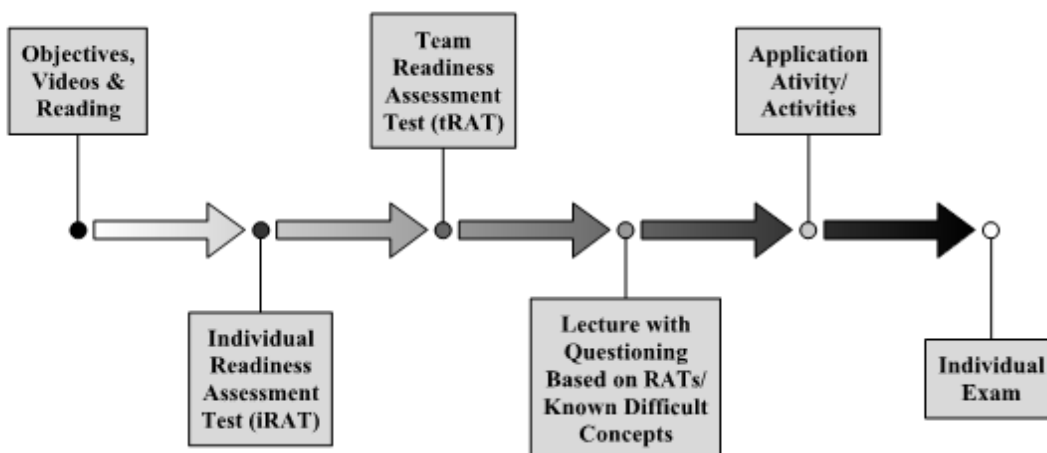 Objectives,
Videos &
Reading
Individual
Readiness
Assessment
Test (iRAT)
Team
Readiness
Assessment
Test (tRAT)
Lecture with
Questioning
Based on RATs/
Known Difficult
Concepts
Application
Ativity/
Activities
Individual
Exam